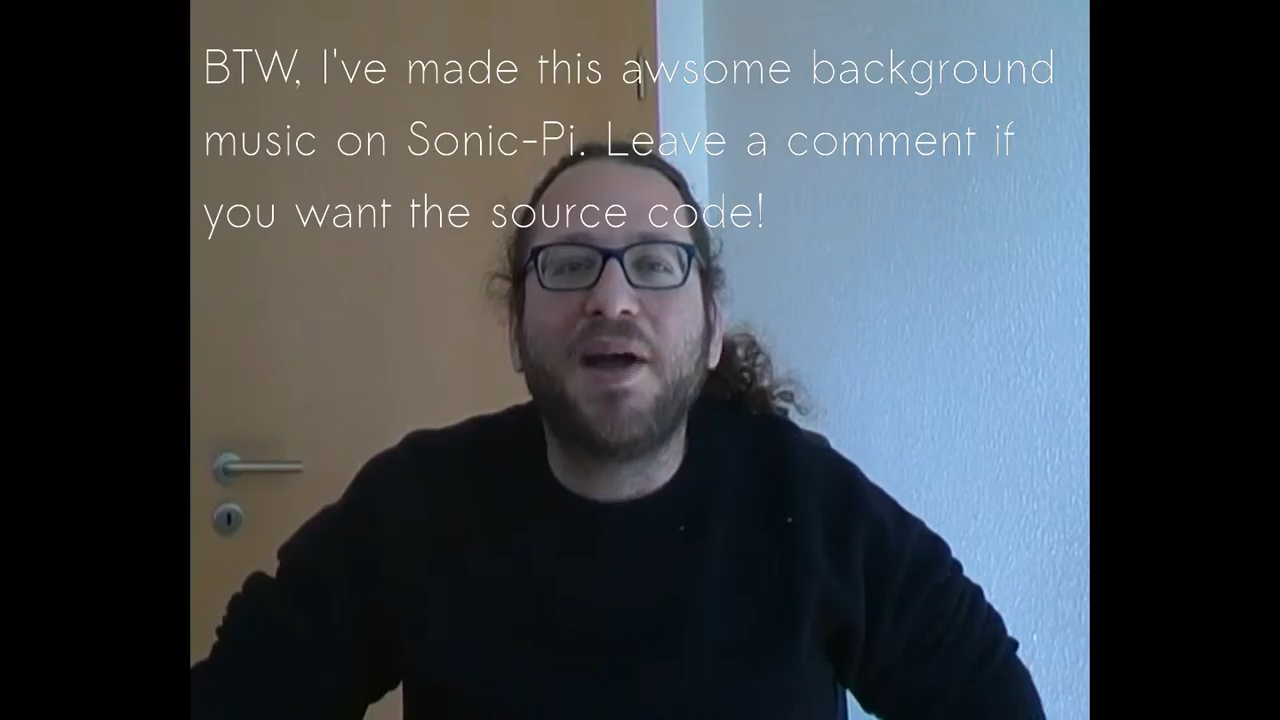 BTW, I've made this awsome background
music on Sonic-Pi. Leave a comment if
you want the source code!